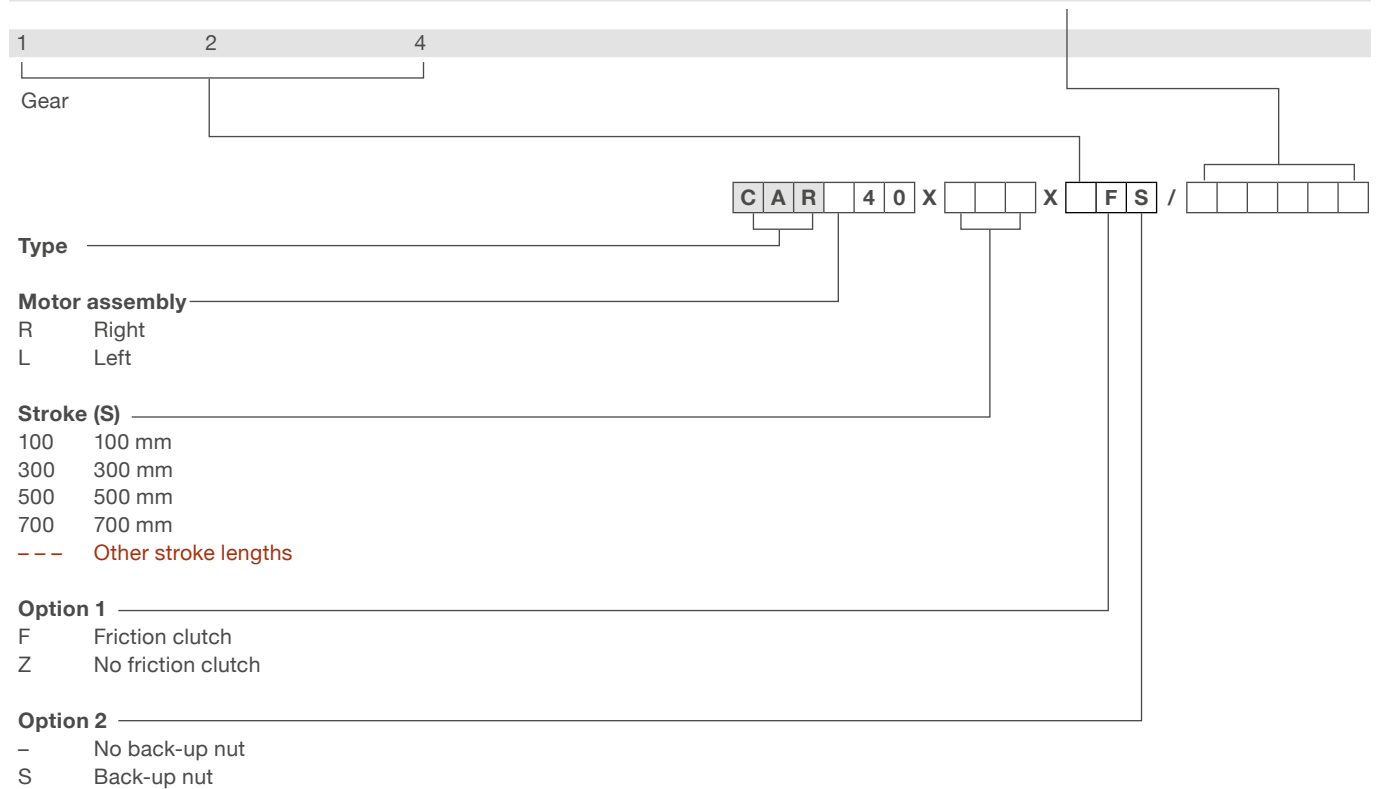 1 2 4
Gear
C A R 4 0 X X F S /
Type
Motor assembly
R Right
L Left
Stroke (S)
100 100 mm
300 300 mm
500 500 mm
700 700 mm
– – – Other stroke lengths
Option 1
F Friction clutch
Z No friction clutch
Option 2
– No back-up nut
S Back-up nut